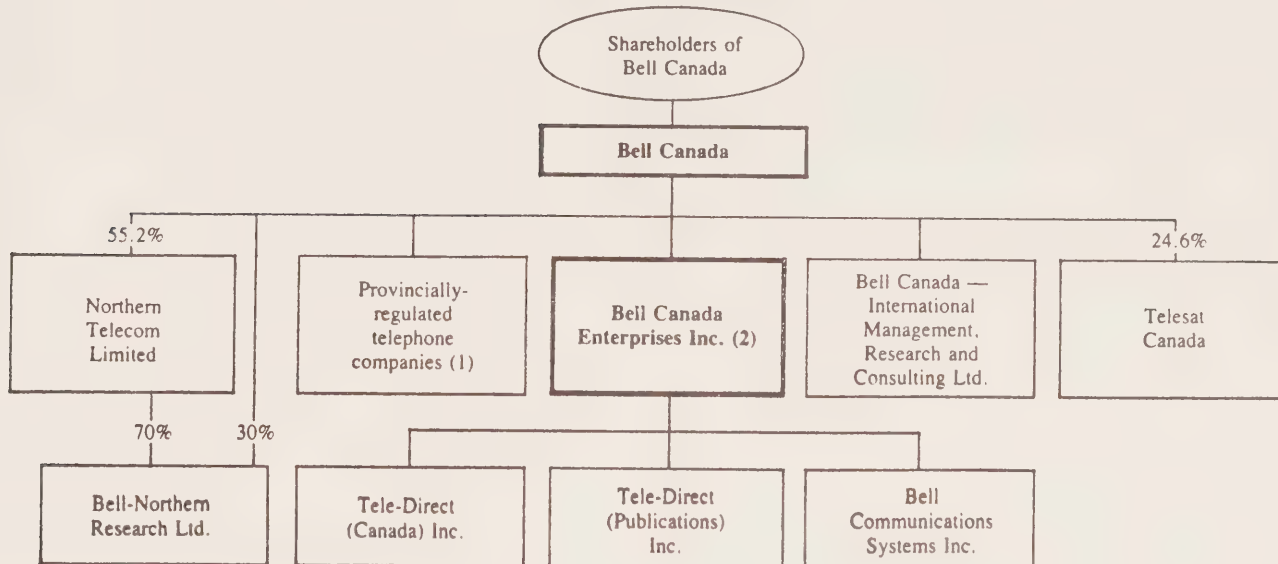 Shareholders of
Bell Canada
Bell Canada
55.2%
24.6%
Northern
Telecom
Limited
Provincially-
regulated
telephone
companies (1)
Bell Canada
Enterprises Inc. (2)
Bell Canada —
International
Management,
Research and
Consulting Ltd.
Telesat
Canada
70%
30%
Bell-Northern
Research Ltd.
Tele-Direct
(Canada) Inc.
Tele-Direct
(Publications)
Inc.
Bell
Communications
Systems Inc.